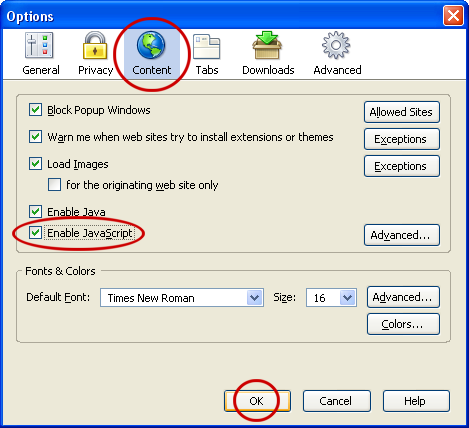 Options
General Privacy Content Tabs Downloads Advanced
Block Popup Windows Allowed Sites
Warn me when web sites try to install extensions or themes Exceptions
Load Images Exceptions
for the originating web site only
Enable Java
Enable JavaScript Advanced...
Fonts & Colors
Default Font: Times New Roman Size: 16 Advanced...
Colors...
OK Cancel Help